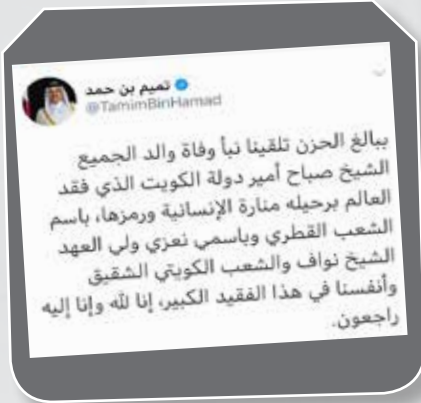 تميم بن حمد
@TamimBinHamad
ببالغ الحزن تلقينا نبأ وفاة والد الجميع
الشيخ صباح أمير دولة الكويت الذي فقد
العالم برحيله منارة الإنسانية ورمزها، باسم
الشعب القطري وباسمي نعزي ولي العهد
الشيخ نواف والشعب الكويتي الشقيق
وأنفسنا في هذا الفقيد الكبير، إنا لله وإنا إليه
راجعون.